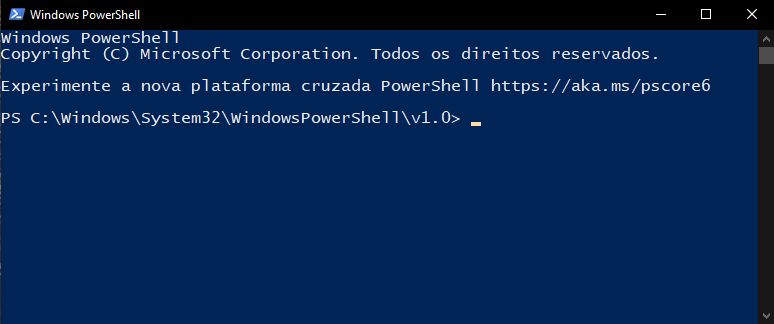 Windows PowerShell
Windows PowerShell
Copyright (C) Microsoft Corporation. Todos os direitos reservados.
Experimente a nova plataforma cruzada PowerShell https://aka.ms/pscore6
PS C:\Windows\System32\WindowsPowerShell\v1.0>